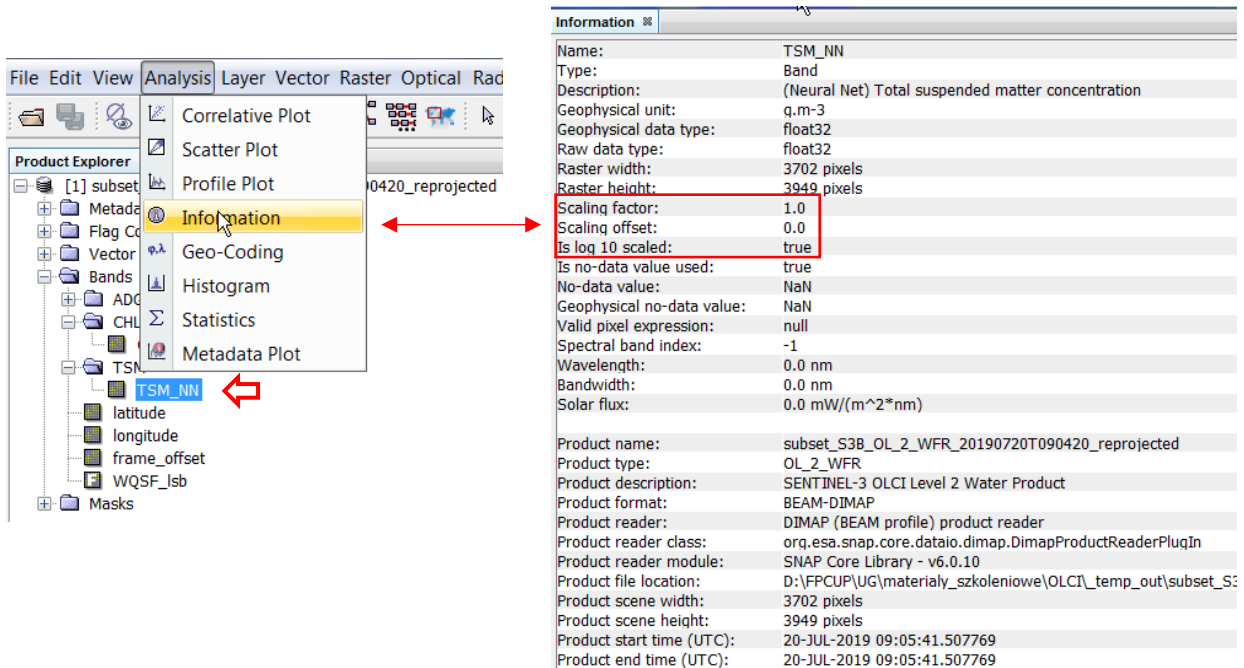 File Edit View Analysis Layer Vector Raster Optical Rad
Correlative Plot
Scatter Plot
Profile Plot
Information
Geo-Coding
Histogram
Statistics
Metadata Plot
Product Explorer
[1] subset 0420_reprojected
Metada
Flag Co
Vector
Bands
ADG
CHL
TSM
TSM_NN
latitude
longitude
frame_offset
WQSF_lsb
Masks
Information
Name: TSM_NN
Type: Band
Description: (Neural Net) Total suspended matter concentration
Geophysical unit: g.m-3
Geophysical data type: float32
Raw data type: float32
Raster width: 3702 pixels
Raster height: 3949 pixels
Scaling factor: 1.0
Scaling offset: 0.0
Is log 10 scaled: true
Is no-data value used: true
No-data value: NaN
Geophysical no-data value: NaN
Valid pixel expression: null
Spectral band index: -1
Wavelength: 0.0 nm
Bandwidth: 0.0 nm
Solar flux: 0.0 mW/(m^2*nm)
Product name: subset_S3B_OL_2_WFR_20190720T090420_reprojected
Product type: OL_2_WFR
Product description: SENTINEL-3 OLCI Level 2 Water Product
Product format: BEAM-DIMAP
Product reader: DIMAP (BEAM profile) product reader
Product reader class: org.esa.snap.core.dataio.dimap.DimapProductReaderPlugIn
Product reader module: SNAP Core Library - v6.0.10
Product file location: D:\FPCUP\UG\materialy_szkoleniowe\OLCI\_temp_out\subset_S3
Product scene width: 3702 pixels
Product scene height: 3949 pixels
Product start time (UTC): 20-JUL-2019 09:05:41.507769
Product end time (UTC): 20-JUL-2019 09:05:41.507769